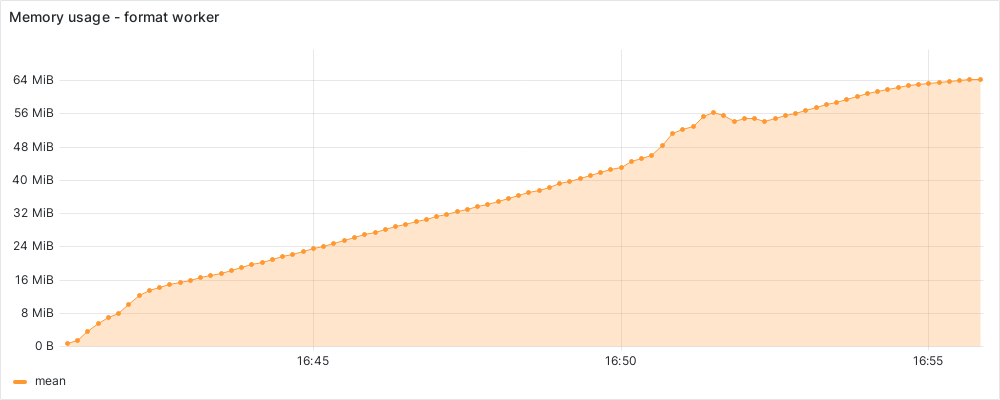 Memory usage - format worker
64 MiB
56 MiB
48 MiB
40 MiB
32 MiB
24 MiB
16 MiB
8 MiB
0 B
16:45 16:50 16:55
mean